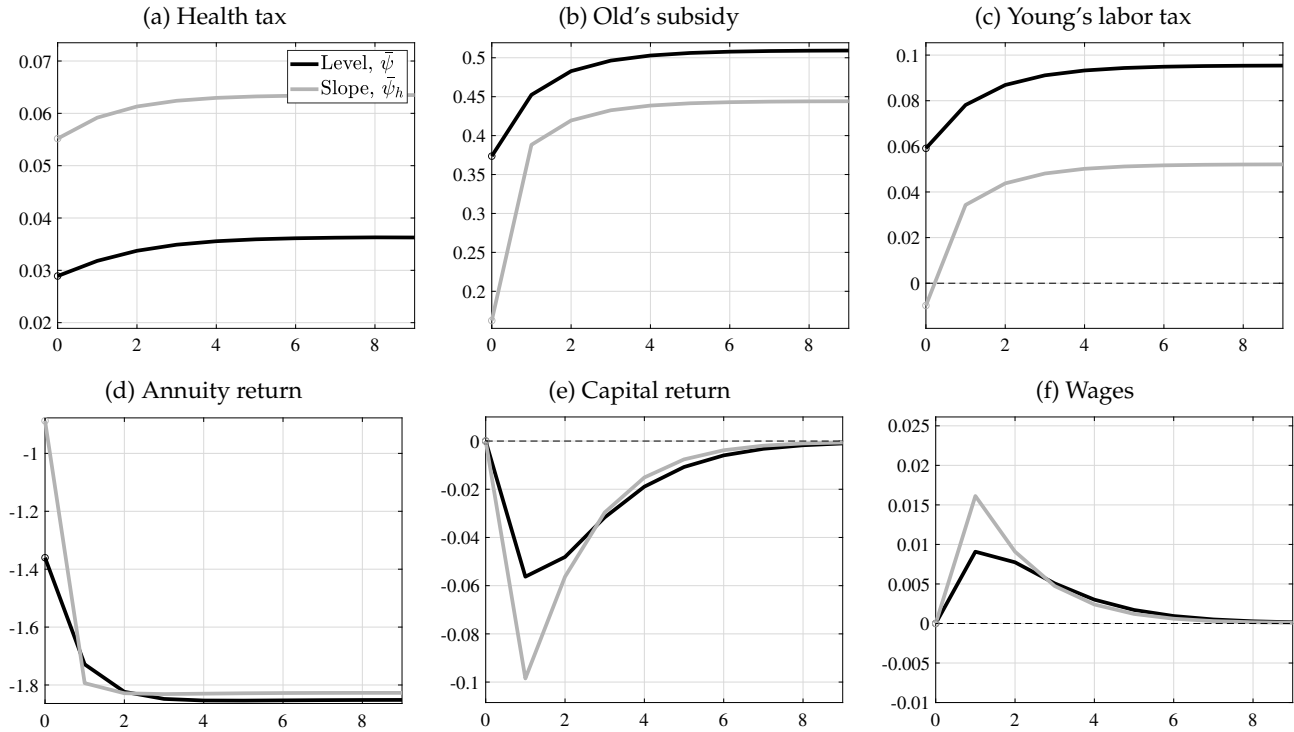 (a) Health tax
(b) Old's subsidy
(c) Young's labor tax
0.07
0.06
0.05
0.04
0.03
0.02
0 2 4 6 8
Level, ψ̄
Slope, ψ̄_h
0.5
0.45
0.4
0.35
0.3
0.25
0.2
0 2 4 6 8
0.1
0.08
0.06
0.04
0.02
0
0 2 4 6 8
(d) Annuity return
(e) Capital return
(f) Wages
-1
-1.2
-1.4
-1.6
-1.8
0 2 4 6 8
0
-0.02
-0.04
-0.06
-0.08
-0.1
0 2 4 6 8
0.025
0.02
0.015
0.01
0.005
0
-0.005
-0.01
0 2 4 6 8